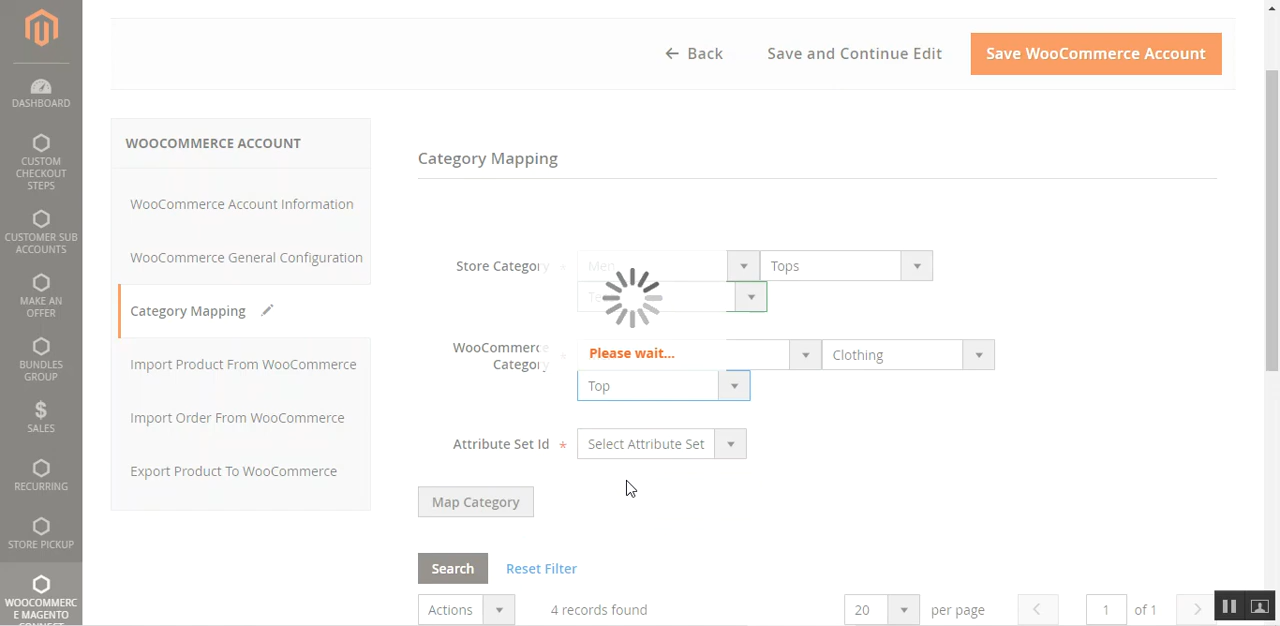 Back
Save and Continue Edit
Save WooCommerce Account
DASHBOARD
CUSTOM
CHECKOUT
STEPS
CUSTOMER SUB
ACCOUNTS
MAKE AN
OFFER
BUNDLES
GROUP
$
SALES
RECURRING
STORE PICKUP
WOOCOMMERC
E MAGENTO
CONNECT
WOOCOMMERCE ACCOUNT
WooCommerce Account Information
WooCommerce General Configuration
Category Mapping
Import Product From WooCommerce
Import Order From WooCommerce
Export Product To WooCommerce
Category Mapping
Store Category * Men Tops
WooCommerce
Category *
Please wait...
Clothing
Top
Attribute Set Id * Select Attribute Set
Map Category
Search Reset Filter
Actions 4 records found 20 per page 1 of 1